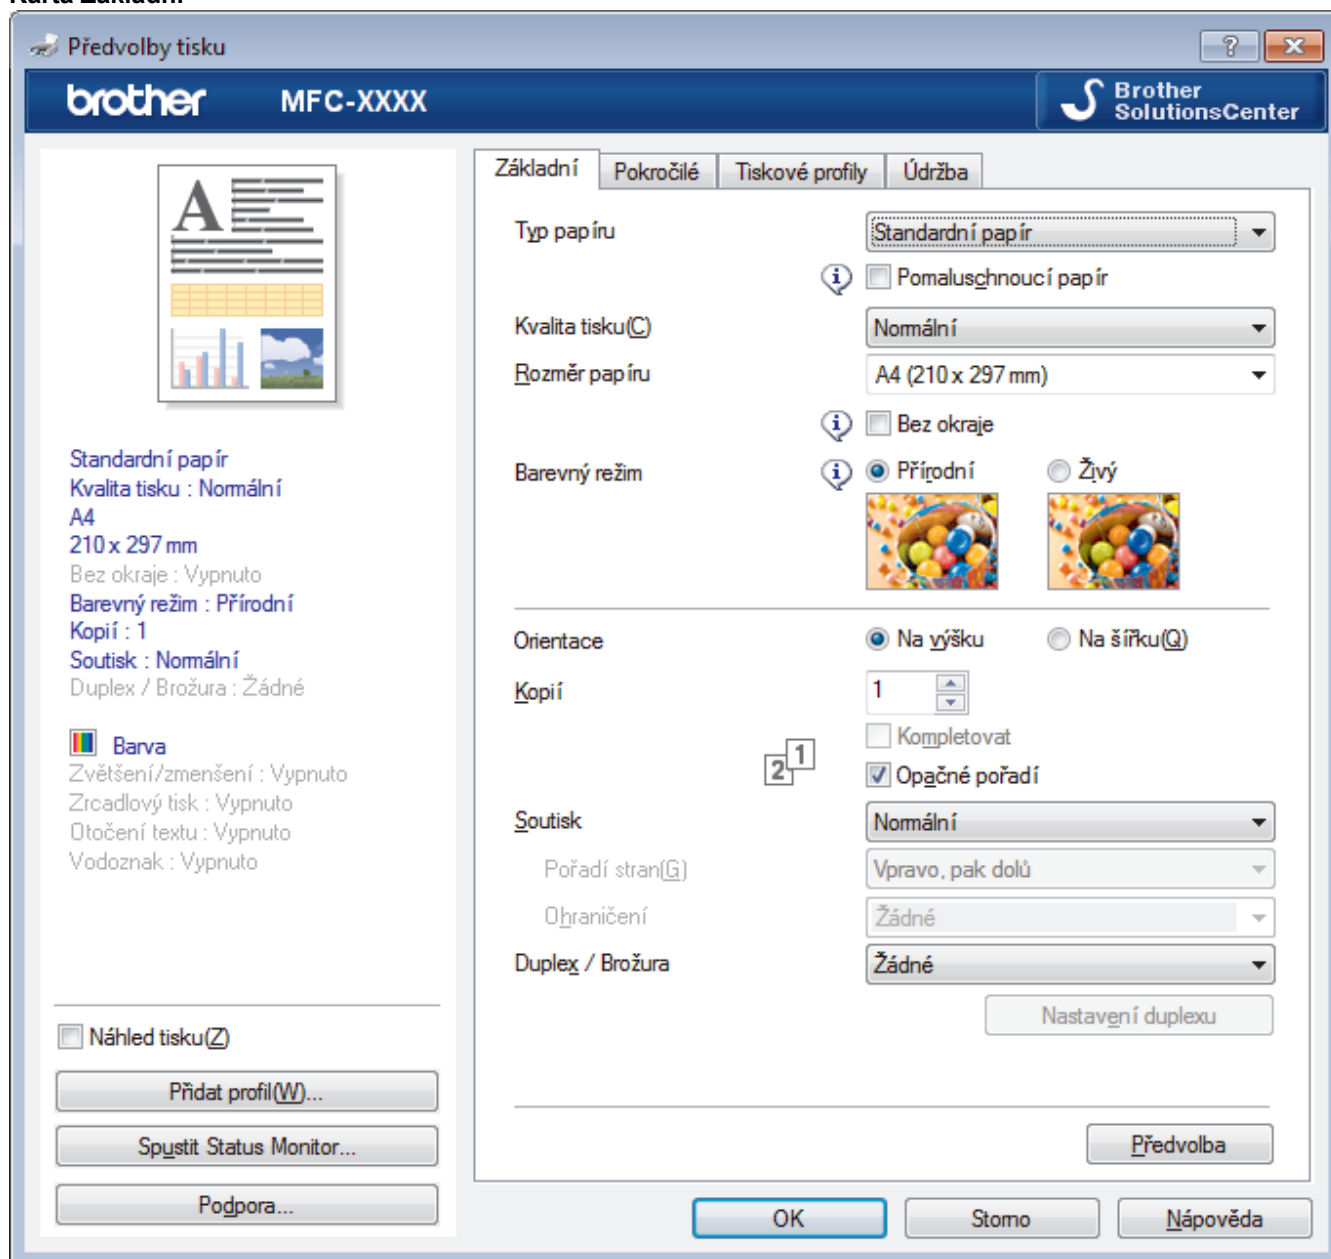 Karta Základní
Předvolby tisku
brother MFC-XXXX
Brother
SolutionsCenter
A
Standardní papír
Kvalita tisku : Normální
A4
210 x 297 mm
Bez okraje : Vypnuto
Barevný režim : Přírodní
Kopií : 1
Soutisk : Normální
Duplex / Brožura : Žádné
Barva
Zvětšení/zmenšení : Vypnuto
Zrcadlový tisk : Vypnuto
Otočení textu : Vypnuto
Vodoznak : Vypnuto
Náhled tisku(Z)
Přidat profil(W)...
Spustit Status Monitor...
Podpora...
Základní Pokročilé Tiskové profily Údržba
Typ papíru Standardní papír
Pomaluschnoucí papír
Kvalita tisku(C) Normální
Rozměr papíru A4 (210 x 297 mm)
Bez okraje
Barevný režim Přírodní Živý
Orientace Na výšku Na šířku(Q)
Kopií 1
Kompletovat
2 1 Opačné pořadí
Soutisk Normální
Pořadí stran(G) Vpravo, pak dolů
Ohraničení Žádné
Duplex / Brožura Žádné
Nastavení duplexu
Předvolba
OK Storno Nápověda